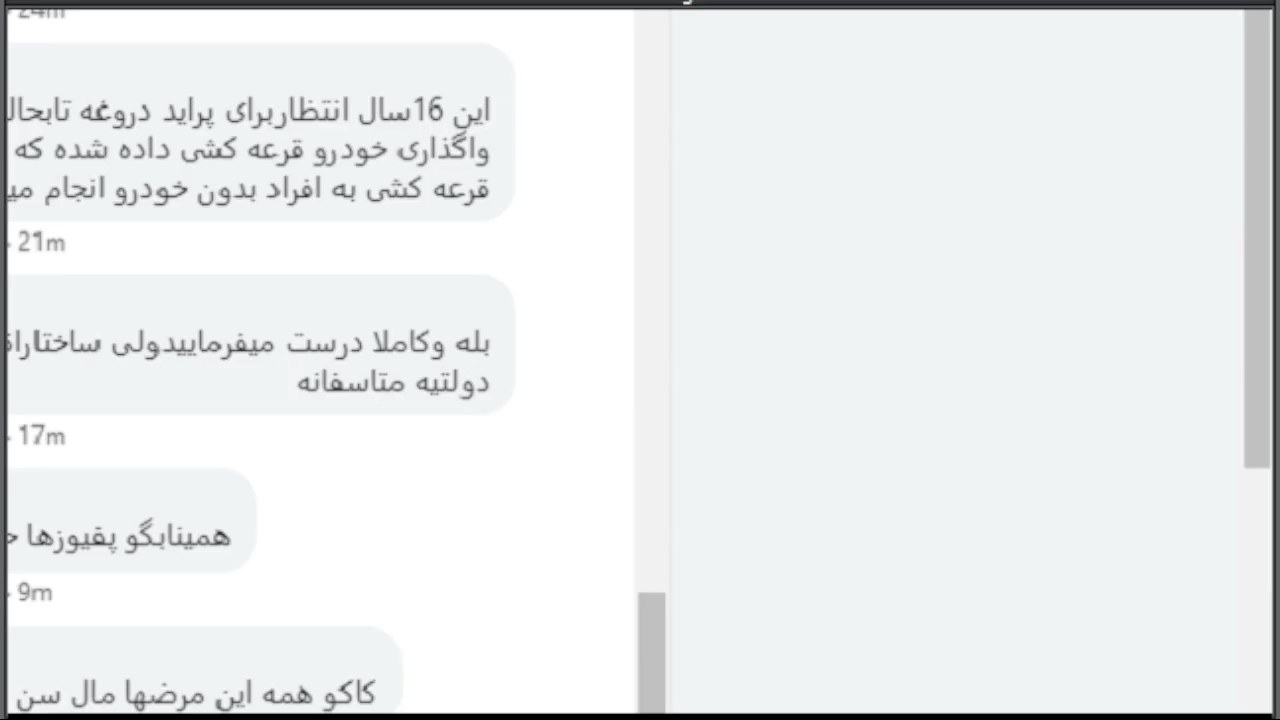 24m
این 16سال انتظاربرای پراید دروغه تابحال
واگذاری خودرو قرعه کشی داده شده که
قرعه کشی به افراد بدون خودرو انجام
21m
بله وکاملا درست میفرماییدولی
دولتیه متاسفانه
17m
همینابگو پقیوزها
9m
کاکو همه این مرضها مال سن